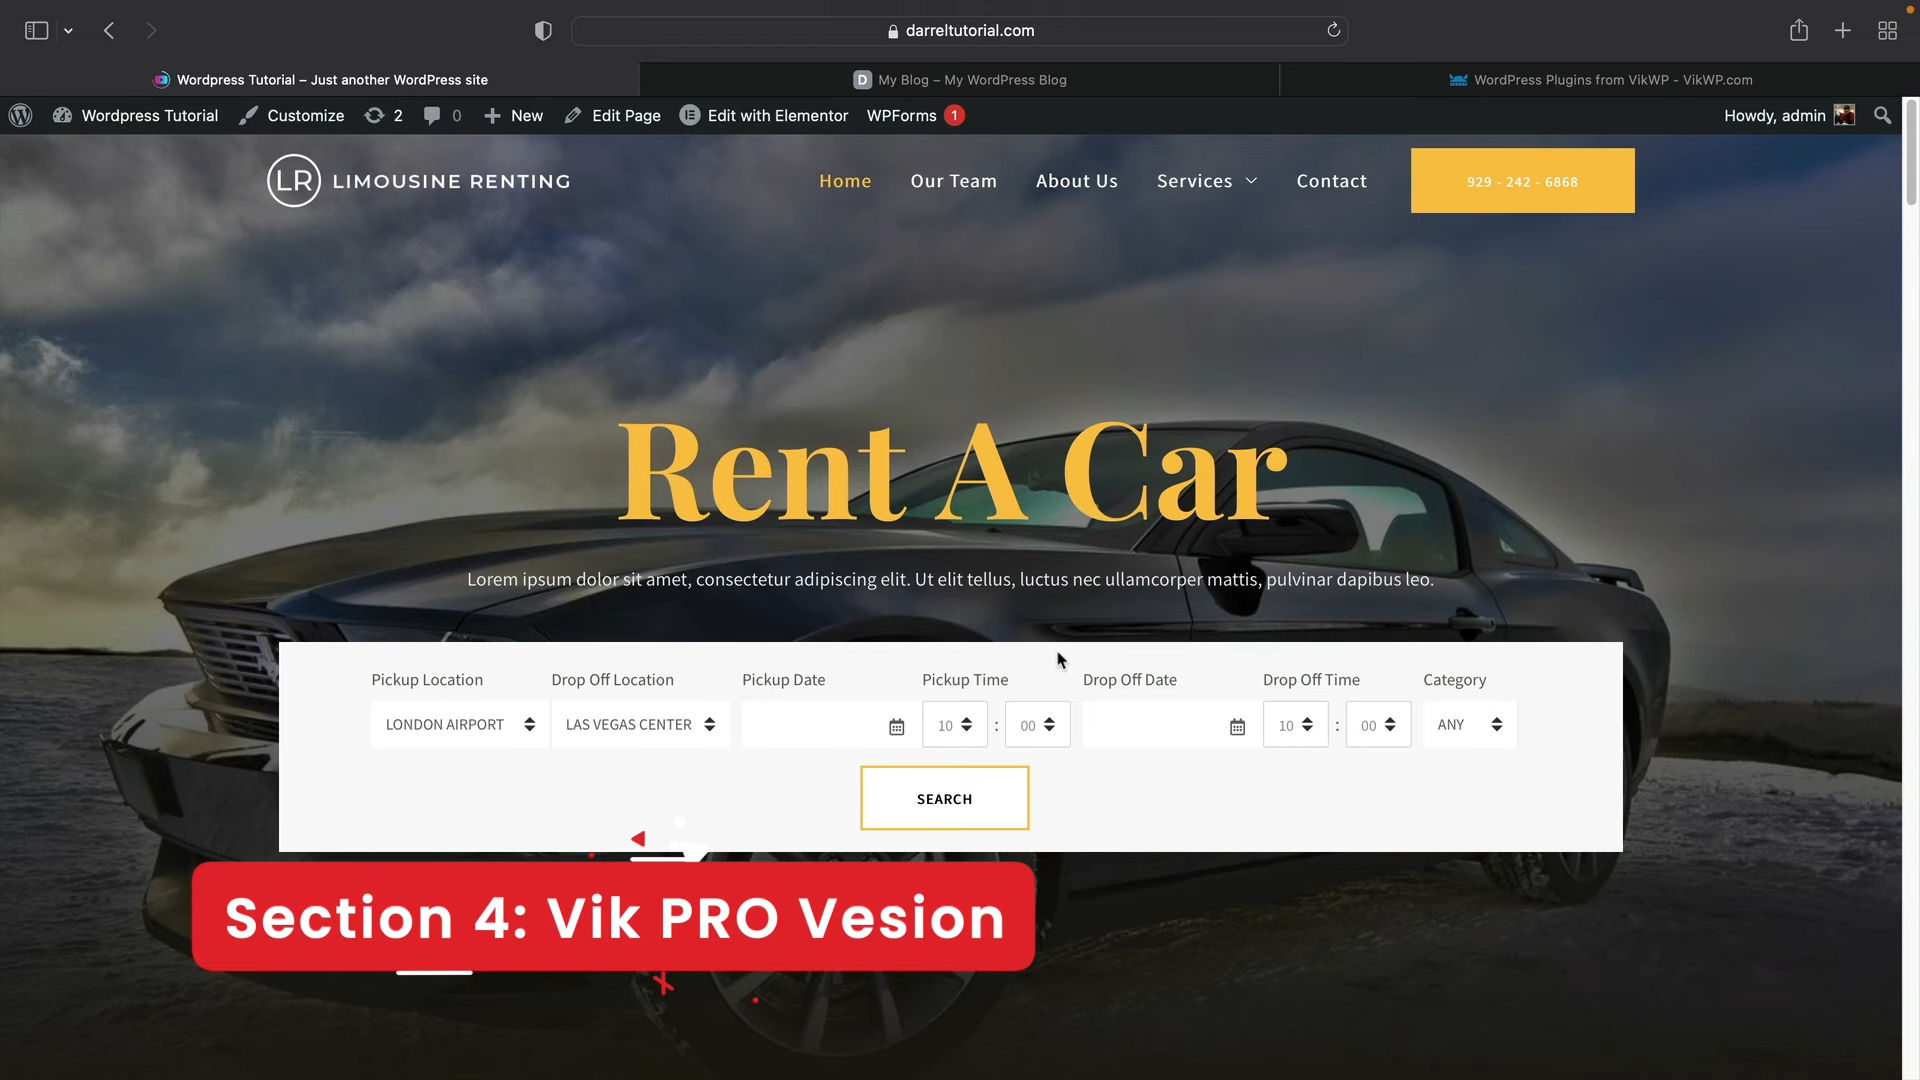 darreltutorial.com
Wordpress Tutorial – Just another WordPress site
D My Blog – My WordPress Blog
WordPress Plugins from VikWP - VikWP.com
Wordpress Tutorial Customize 2 0 New Edit Page Edit with Elementor WPForms 1 Howdy, admin
LR LIMOUSINE RENTING Home Our Team About Us Services Contact 929 - 242 - 6868
Rent A Car
Lorem ipsum dolor sit amet, consectetur adipiscing elit. Ut elit tellus, luctus nec ullamcorper mattis, pulvinar dapibus leo.
Pickup Location Drop Off Location Pickup Date Pickup Time Drop Off Date Drop Off Time Category
LONDON AIRPORT LAS VEGAS CENTER 10 : 00 10 : 00 ANY
SEARCH
Section 4: Vik PRO Vesion